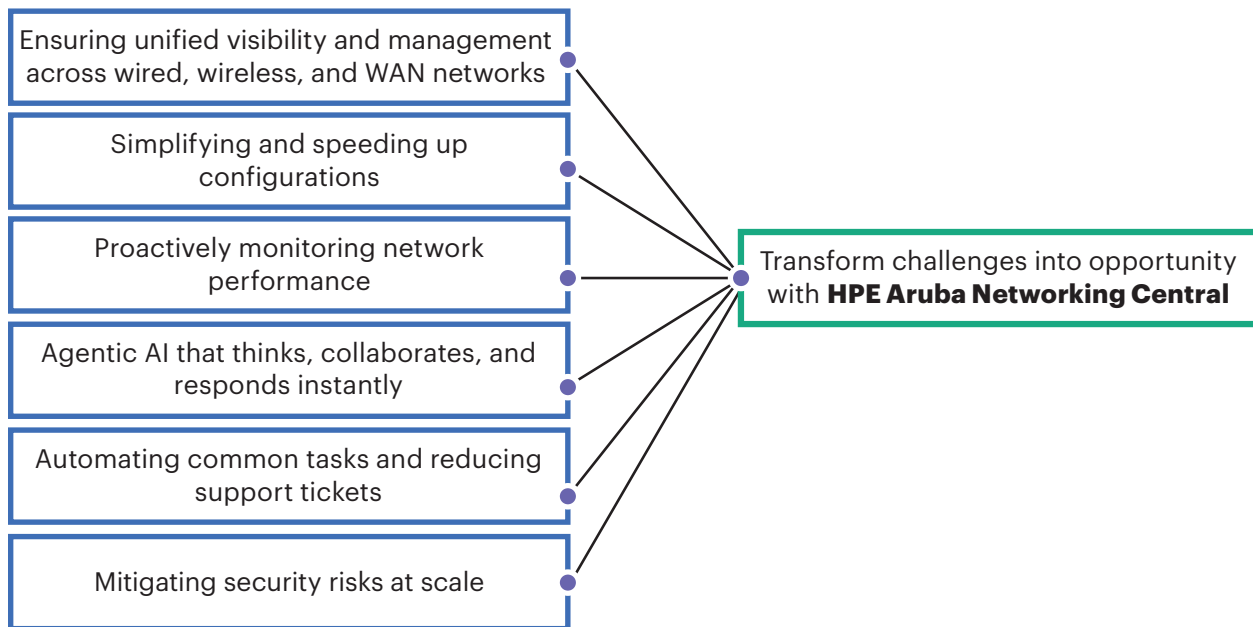 Ensuring unified visibility and management
across wired, wireless, and WAN networks
Simplifying and speeding up
configurations
Proactively monitoring network
performance
Agentic AI that thinks, collaborates, and
responds instantly
Automating common tasks and reducing
support tickets
Mitigating security risks at scale
Transform challenges into opportunity
with HPE Aruba Networking Central